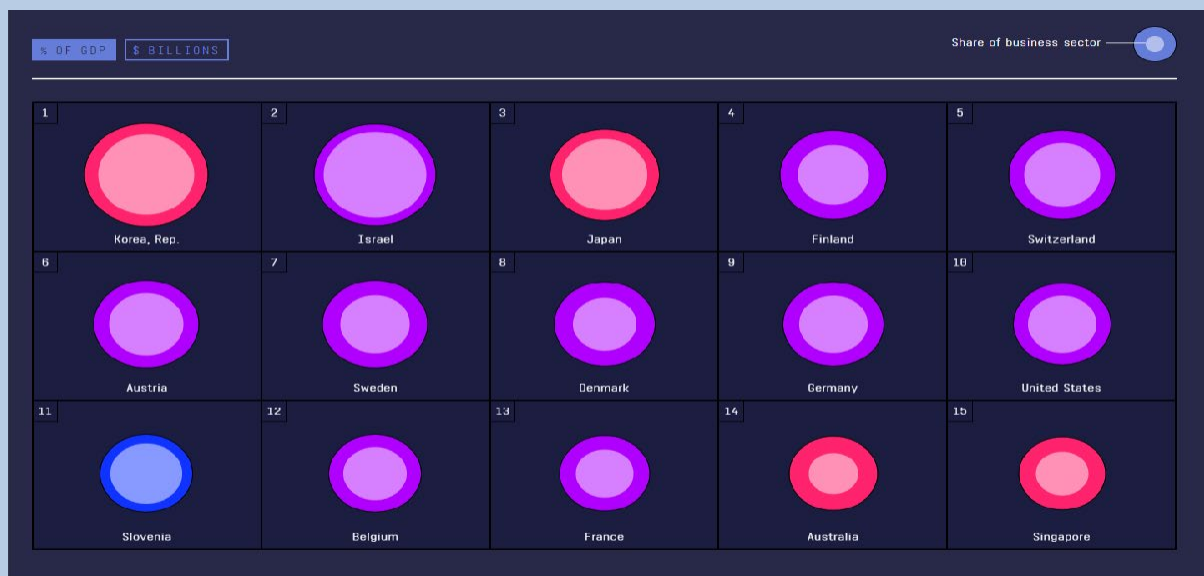 % OF GDP
$ BILLIONS
Share of business sector
1
2
3
4
5
Korea, Rep.
Israel
Japan
Finland
Switzerland
6
7
8
9
10
Austria
Sweden
Denmark
Germany
United States
11
12
13
14
15
Slovenia
Belgium
France
Australia
Singapore